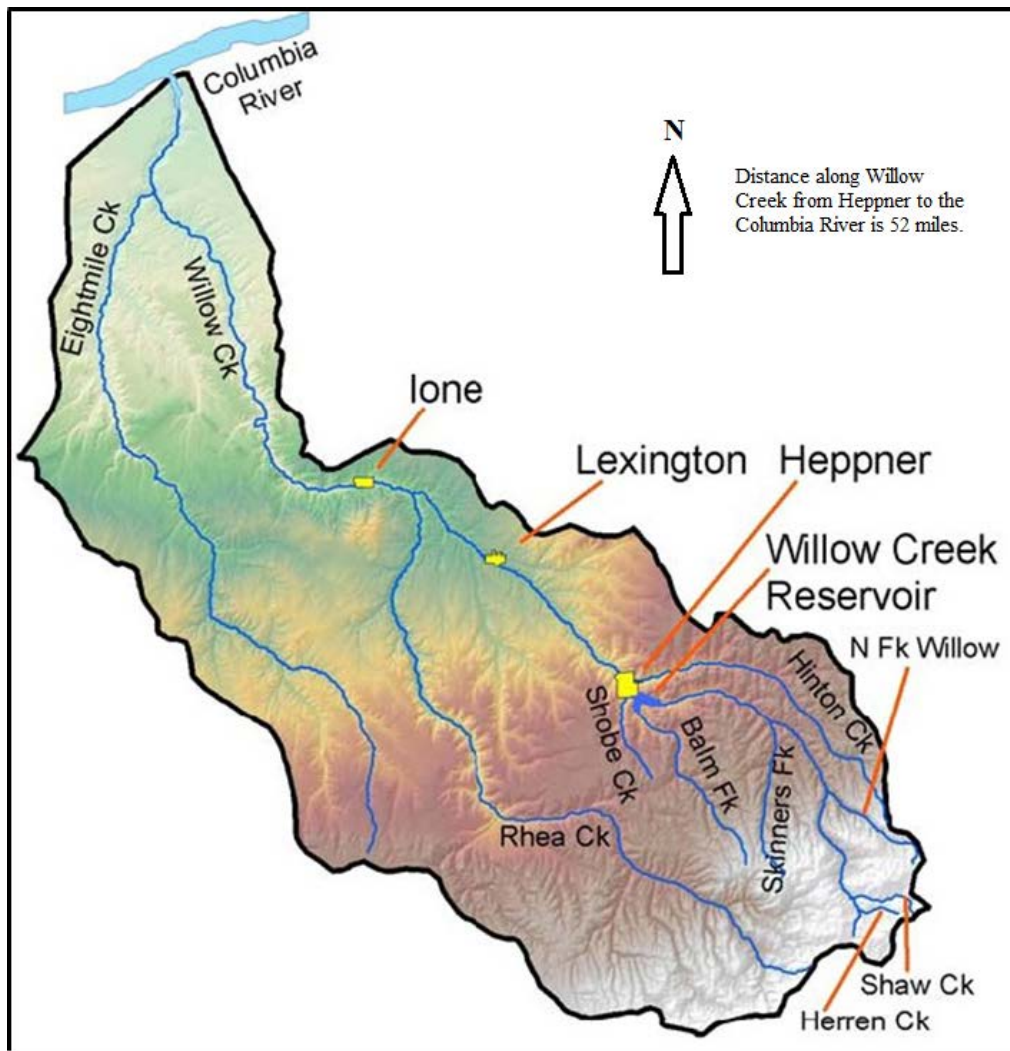 Columbia
River
N
Distance along Willow
Creek from Heppner to the
Columbia River is 52 miles.
Eightmile Ck
Willow Ck
Ione
Lexington
Heppner
Willow Creek
Reservoir
N Fk Willow
Hinton Ck
Shobe Ck
Balm Fk
Skinners Fk
Rhea Ck
Shaw Ck
Herren Ck